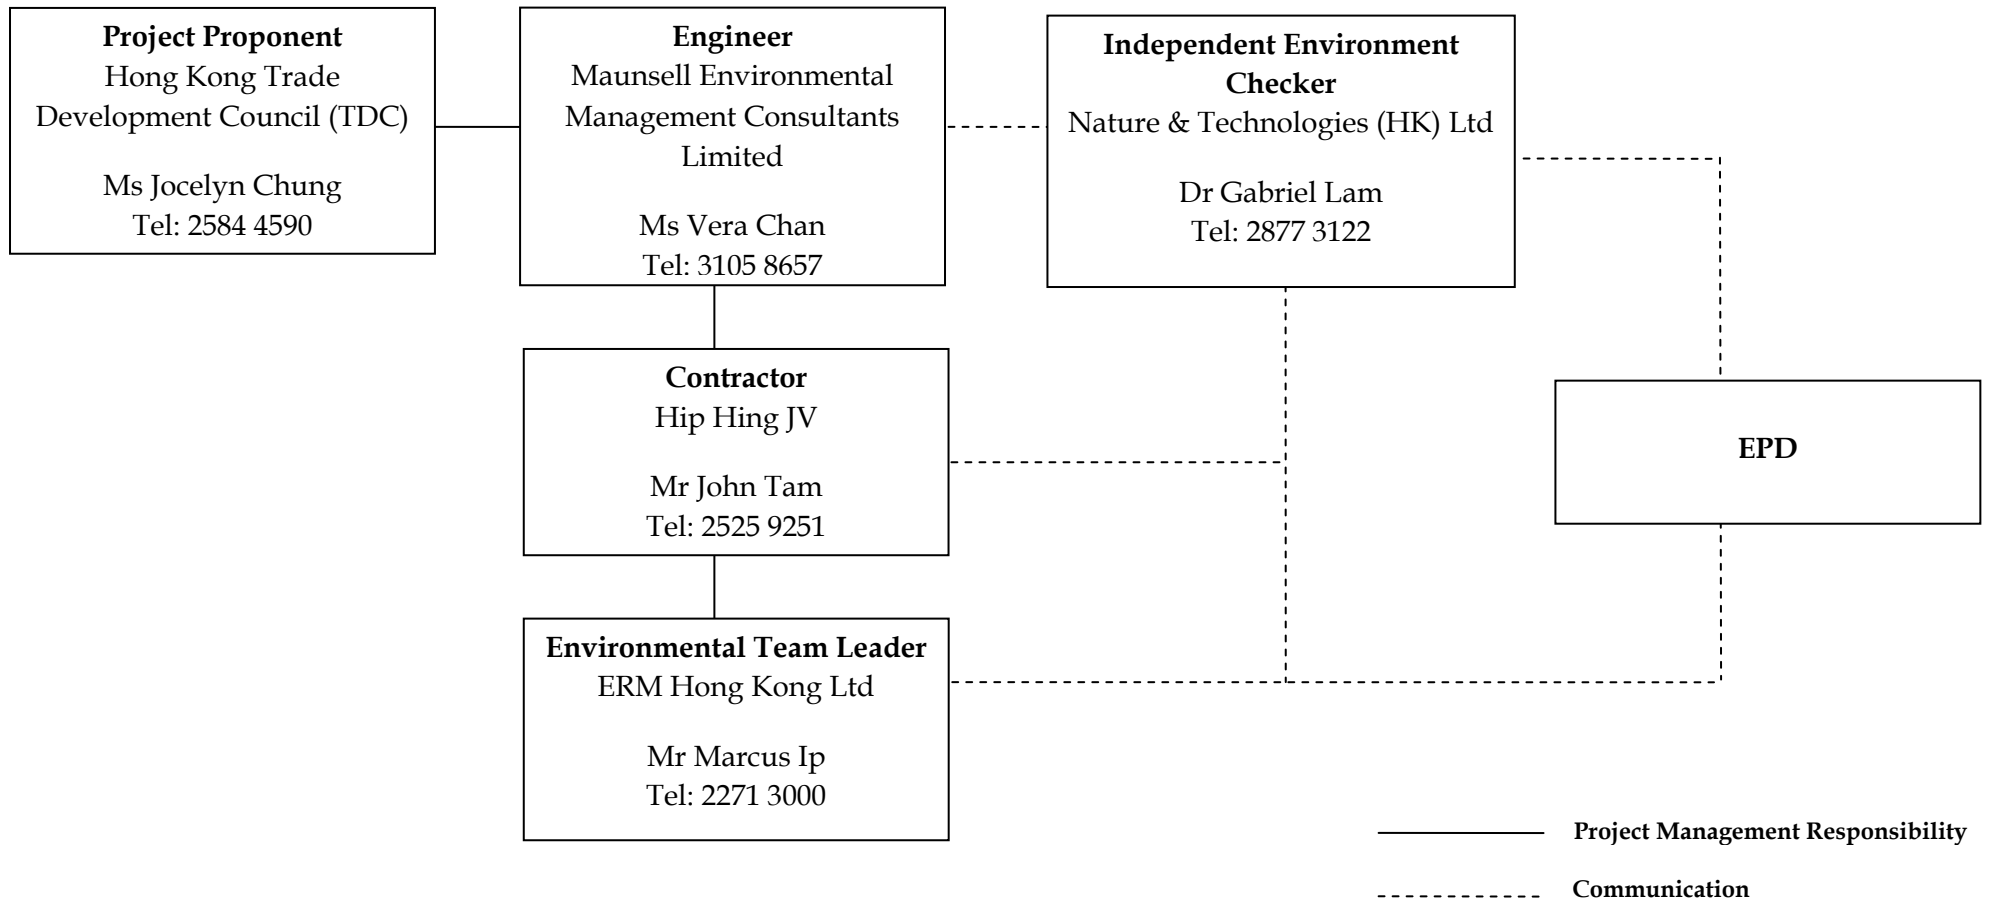 Project Proponent
Hong Kong Trade
Development Council (TDC)
Ms Jocelyn Chung
Tel: 2584 4590
Engineer
Maunsell Environmental
Management Consultants
Limited
Ms Vera Chan
Tel: 3105 8657
Independent Environment
Checker
Nature & Technologies (HK) Ltd
Dr Gabriel Lam
Tel: 2877 3122
Contractor
Hip Hing JV
Mr John Tam
Tel: 2525 9251
EPD
Environmental Team Leader
ERM Hong Kong Ltd
Mr Marcus Ip
Tel: 2271 3000
Project Management Responsibility
Communication